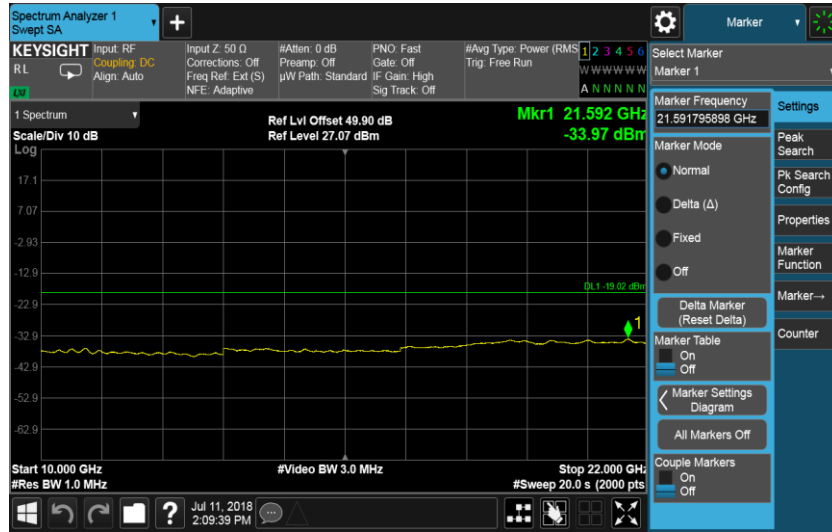 Spectrum Analyzer 1
Swept SA
Marker
KEYSIGHT
RL
LXI
Input: RF
Coupling: DC
Align: Auto
Input Z: 50 Ω
Corrections: Off
Freq Ref: Ext (S)
NFE: Adaptive
#Atten: 0 dB
Preamp: Off
µW Path: Standard
PNO: Fast
Gate: Off
IF Gain: High
Sig Track: Off
#Avg Type: Power (RMS
Trig: Free Run
1 2 3 4 5 6
W W W W W W
A N N N N N
Select Marker
Marker 1
1 Spectrum
Scale/Div 10 dB
Log
Ref Lvl Offset 49.90 dB
Ref Level 27.07 dBm
Mkr1 21.592 GHz
-33.97 dBm
17.1
7.07
-2.93
-12.9
-22.9
-32.9
-42.9
-52.9
-62.9
DL1 -19.02 dBm
1
Start 10.000 GHz
#Res BW 1.0 MHz
#Video BW 3.0 MHz
Stop 22.000 GHz
#Sweep 20.0 s (2000 pts
Marker Frequency
21.591795898 GHz
Marker Mode
Normal
Delta (Δ)
Fixed
Off
Delta Marker
(Reset Delta)
Marker Table
On
Off
Marker Settings
Diagram
All Markers Off
Couple Markers
On
Off
Settings
Peak
Search
Pk Search
Config
Properties
Marker
Function
Marker→
Counter
?
Jul 11, 2018
2:09:39 PM